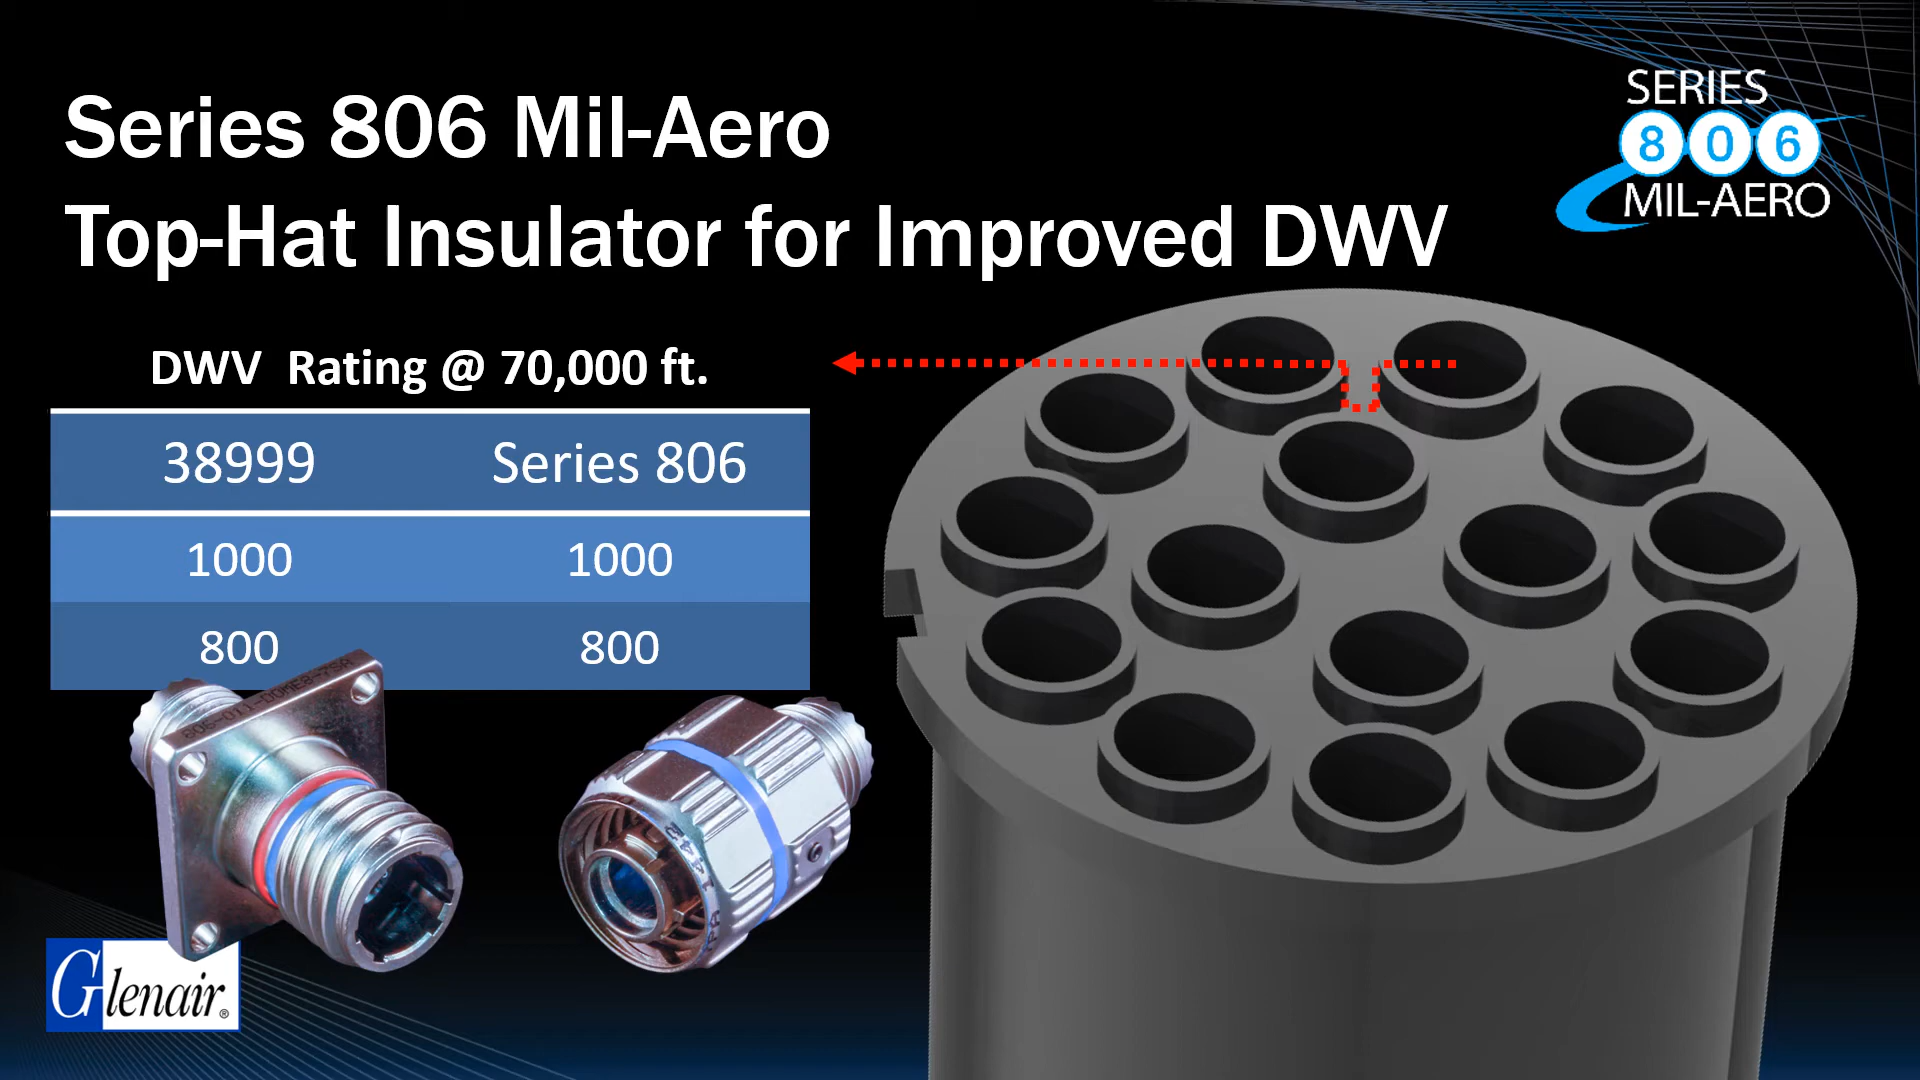 Series 806 Mil-Aero
Top-Hat Insulator for Improved DWV
SERIES
806
MIL-AERO
DWV Rating @ 70,000 ft.
38999 Series 806
1000 1000
800 800
Glenair®